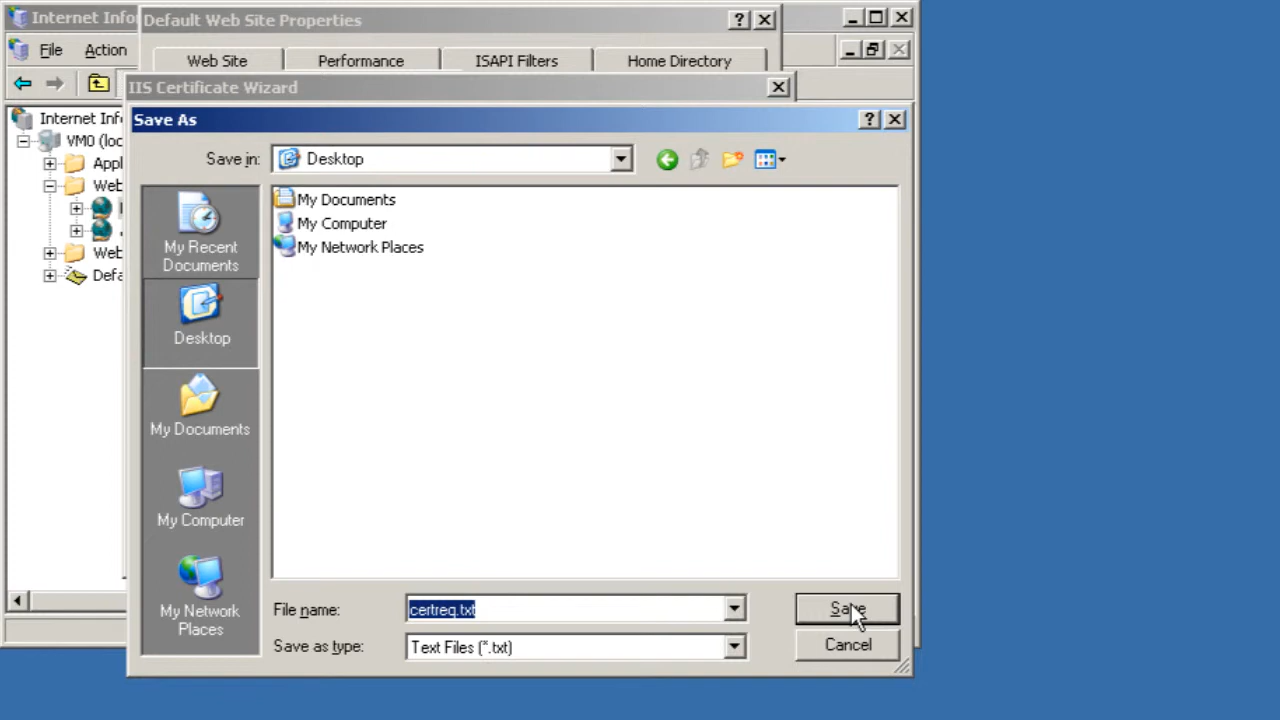 Internet Info
Default Web Site Properties
File
Action
Web Site
Performance
ISAPI Filters
Home Directory
IIS Certificate Wizard
Save As
Internet Info
VM0 (loc
Appl
Web
Web
Defa
Save in:
Desktop
My Documents
My Computer
My Network Places
My Recent
Documents
Desktop
My Documents
My Computer
My Network
Places
File name:
certreq.txt
Save
Save as type:
Text Files (*.txt)
Cancel